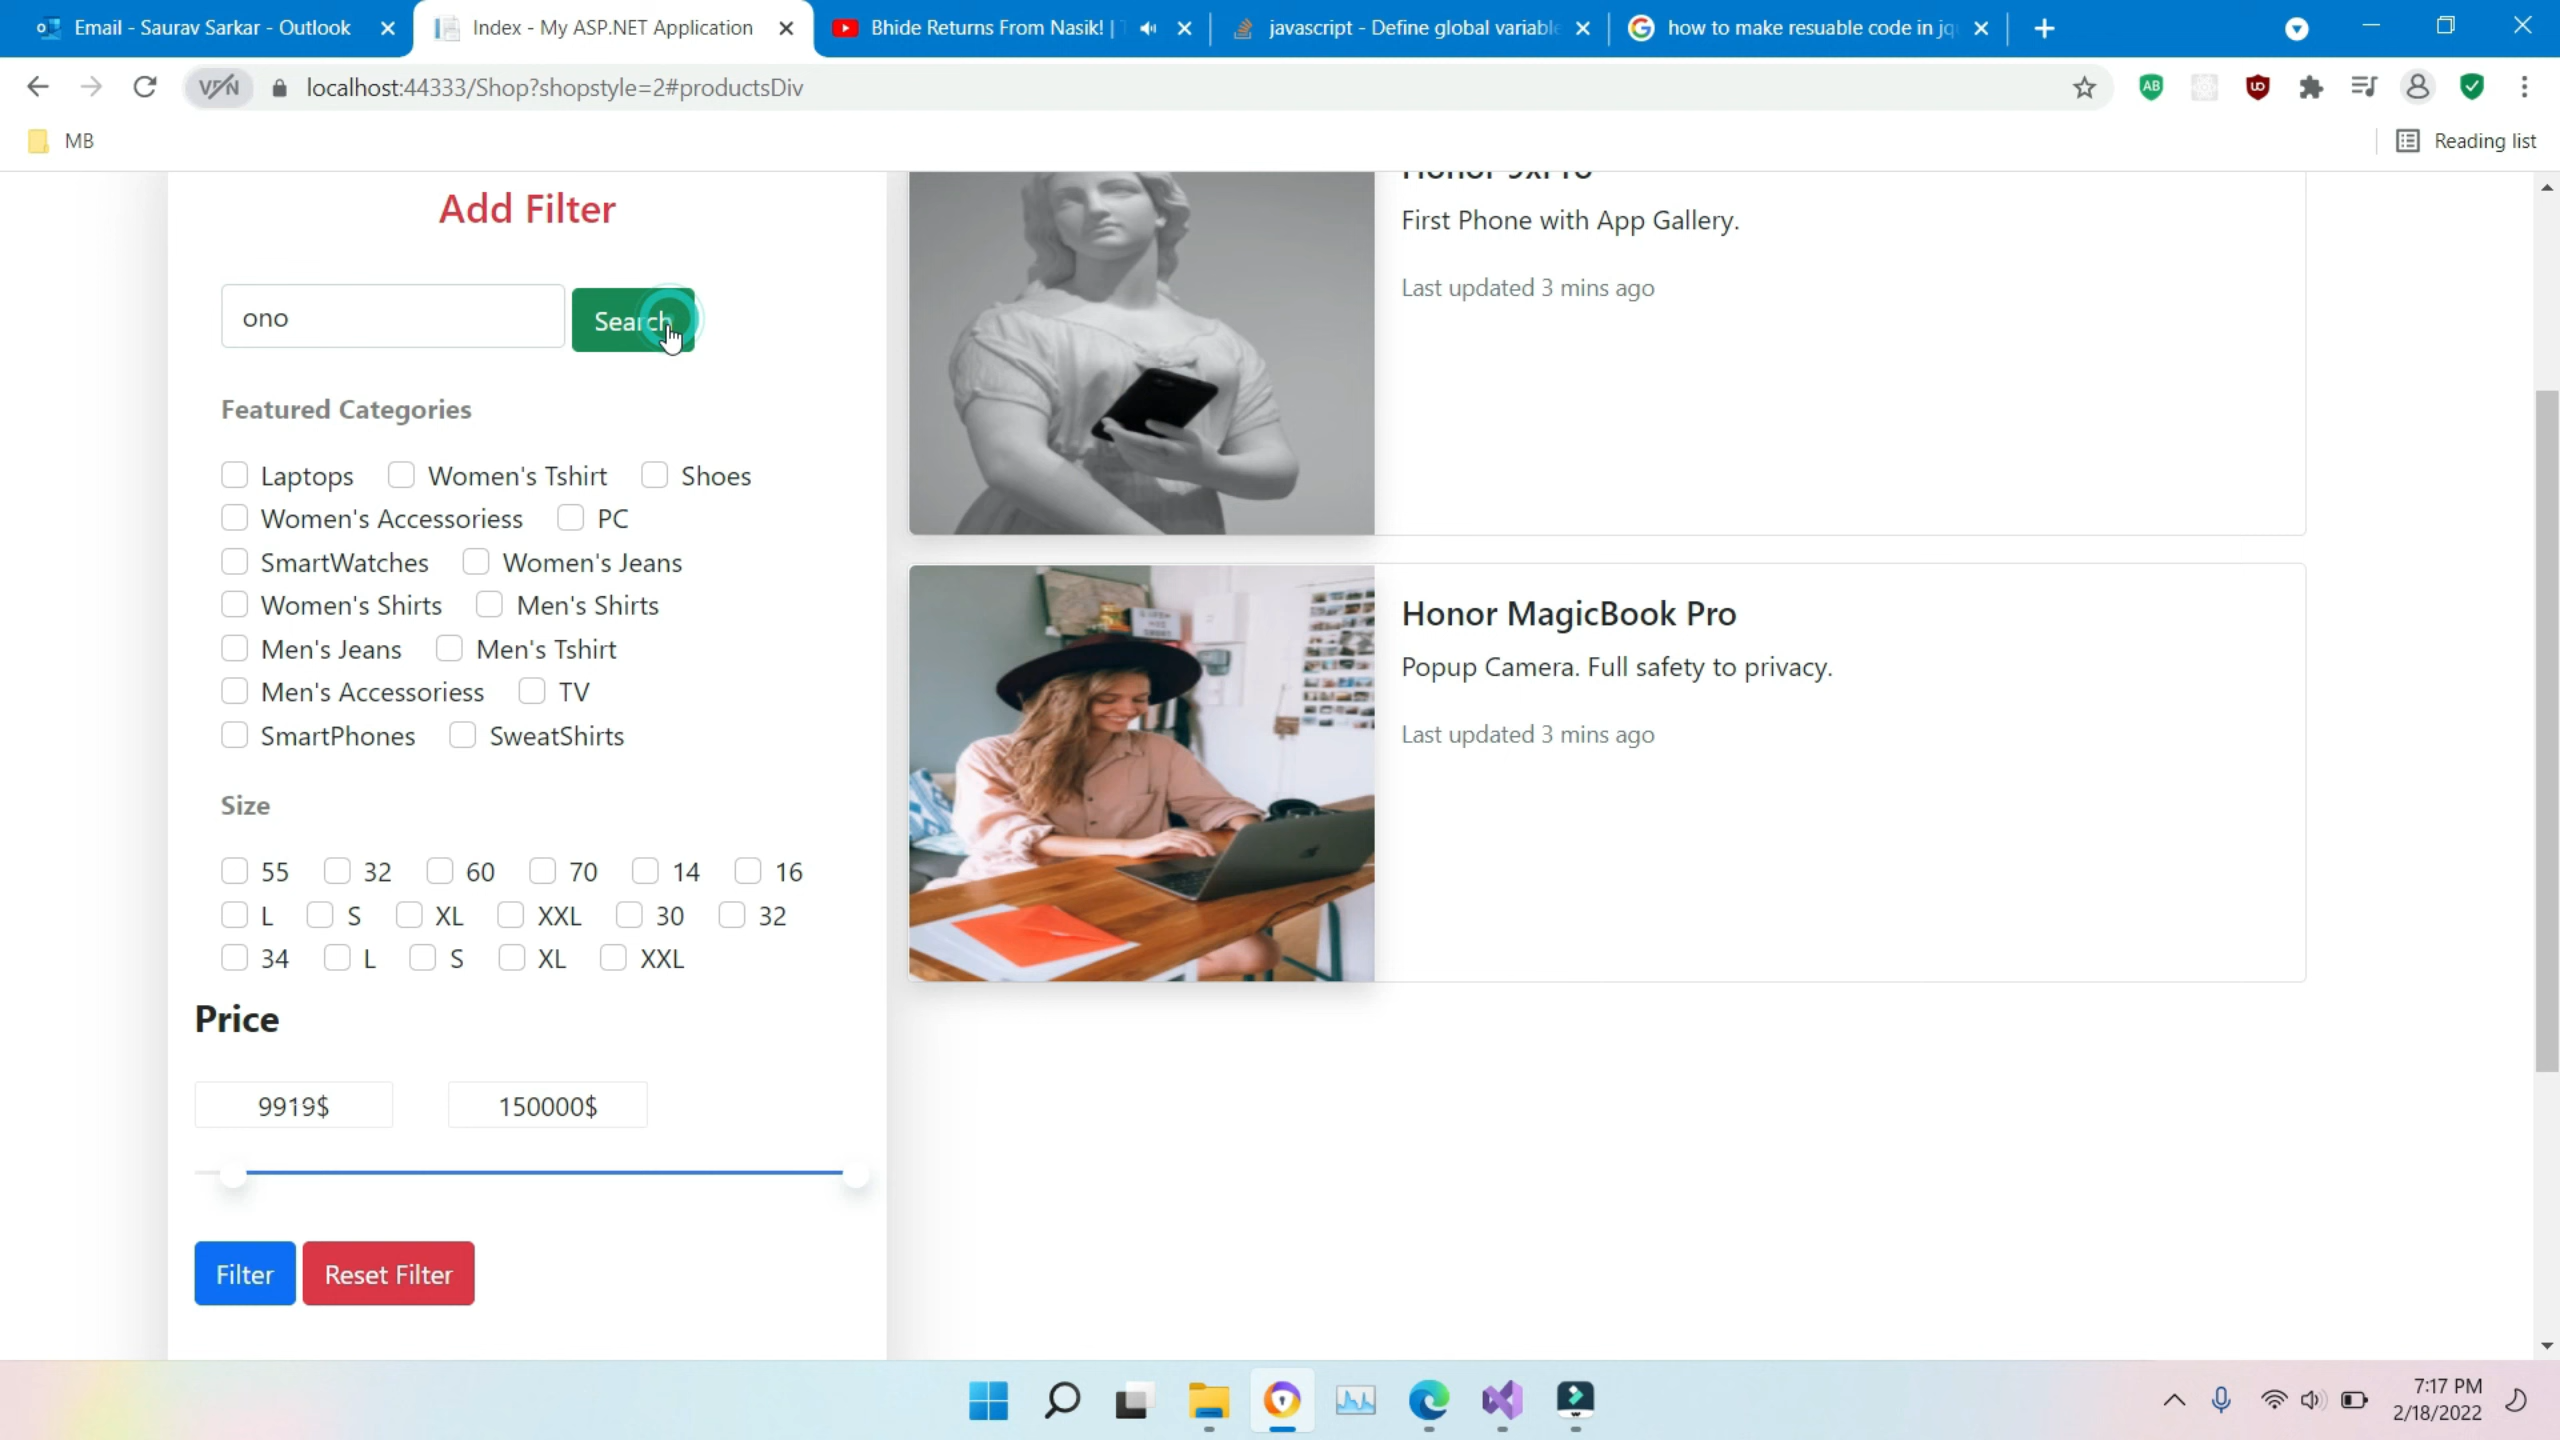 Email - Saurav Sarkar - Outlook
Index - My ASP.NET Application
Bhide Returns From Nasik! |
javascript - Define global variable
how to make resuable code in jq
VPN
localhost:44333/Shop?shopstyle=2#productsDiv
MB
Reading list
Add Filter
ono
Search
Featured Categories
Laptops Women's Tshirt Shoes
Women's Accessoriess PC
SmartWatches Women's Jeans
Women's Shirts Men's Shirts
Men's Jeans Men's Tshirt
Men's Accessoriess TV
SmartPhones SweatShirts
Size
55 32 60 70 14 16
L S XL XXL 30 32
34 L S XL XXL
Price
9919$ 150000$
Filter Reset Filter
Honor 9xPro
First Phone with App Gallery.
Last updated 3 mins ago
Honor MagicBook Pro
Popup Camera. Full safety to privacy.
Last updated 3 mins ago
7:17 PM
2/18/2022